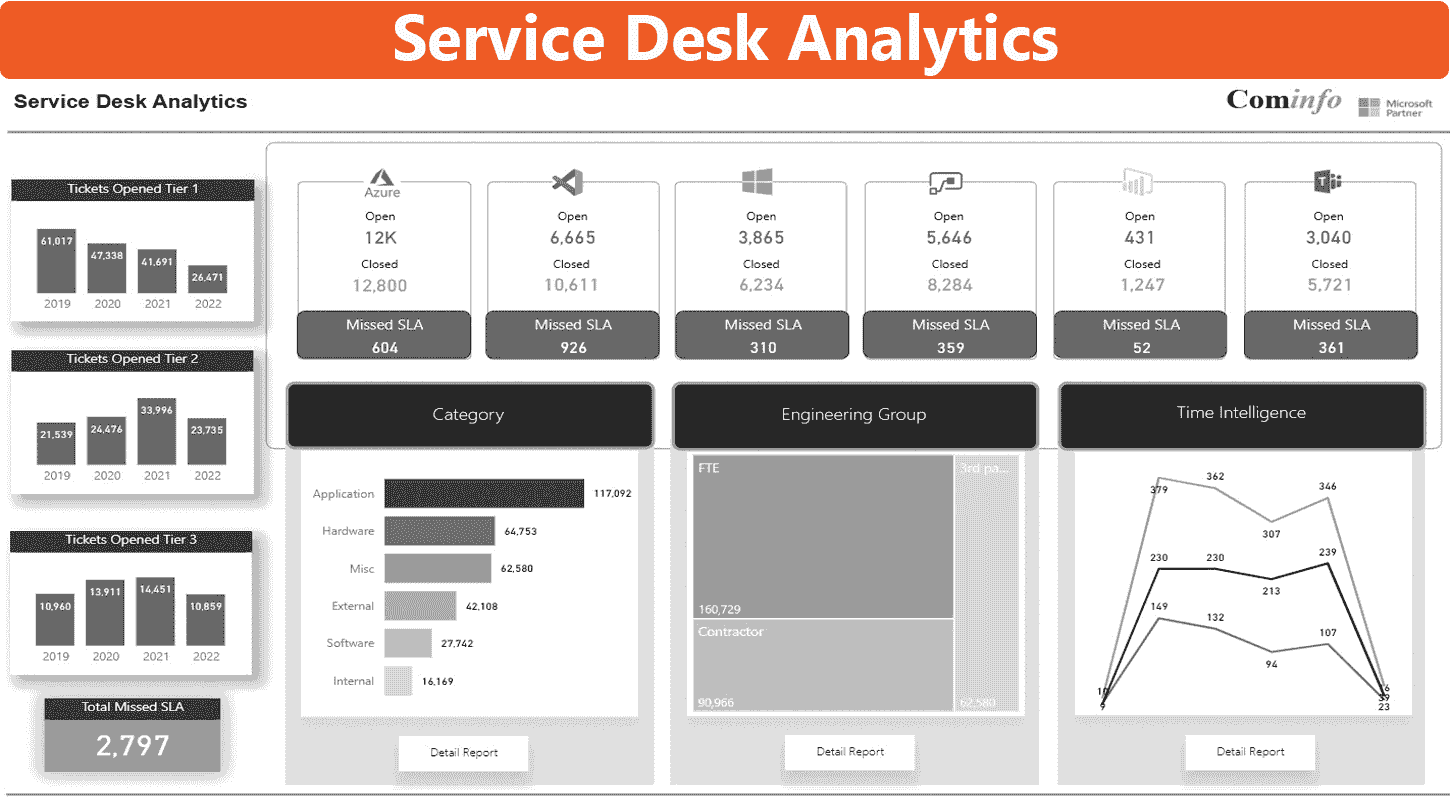 Service Desk Analytics
Service Desk Analytics
Cominfo
Microsoft
Partner
Tickets Opened Tier 1
61,017
47,338
41,691
26,471
2019 2020 2021 2022
Tickets Opened Tier 2
21,539
24,476
33,996
23,735
2019 2020 2021 2022
Tickets Opened Tier 3
10,960
13,911
14,451
10,859
2019 2020 2021 2022
Total Missed SLA
2,797
Azure
Open
12K
Closed
12,800
Missed SLA
604
Open
6,665
Closed
10,611
Missed SLA
926
Open
3,865
Closed
6,234
Missed SLA
310
Open
5,646
Closed
8,284
Missed SLA
359
Open
431
Closed
1,247
Missed SLA
52
T
Open
3,040
Closed
5,721
Missed SLA
361
Category
Application 117,092
Hardware 64,753
Misc 62,580
External 42,108
Software 27,742
Internal 16,169
Detail Report
Engineering Group
FTE
160,729
Contractor
90,966
3rd pa...
62,580
Detail Report
Time Intelligence
379
362
307
346
230
230
213
239
149
132
94
107
9
23
Detail Report